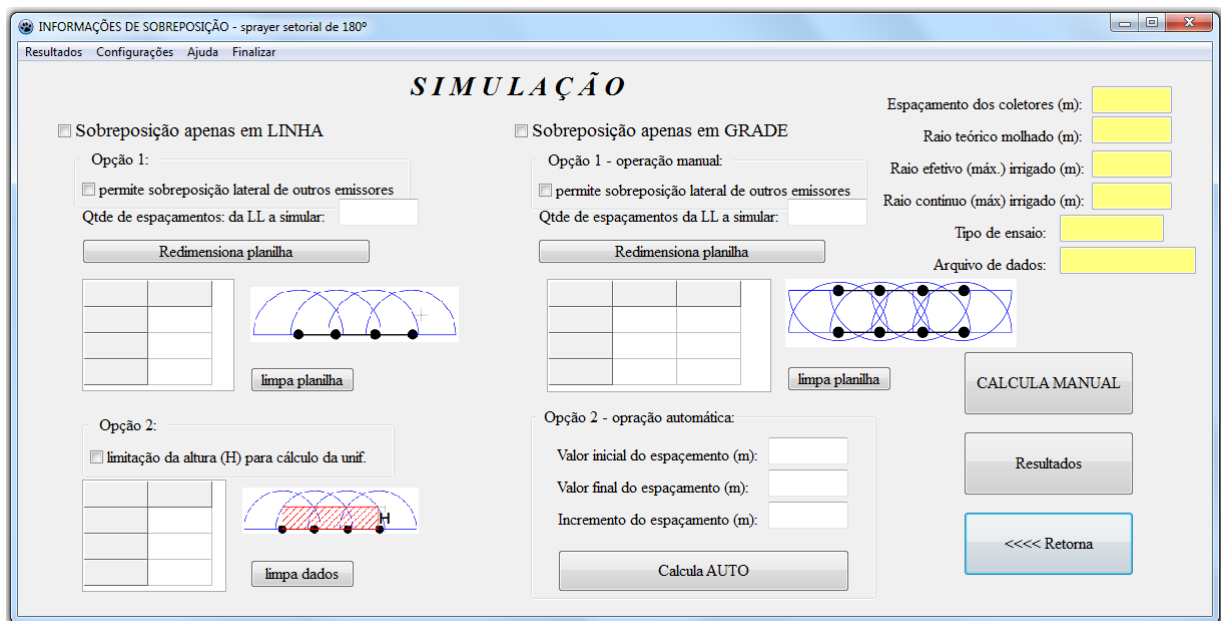 INFORMAÇÕES DE SOBREPOSIÇÃO - sprayer setorial de 180º
Resultados Configurações Ajuda Finalizar
SIMULAÇÃO
Sobreposição apenas em LINHA
Opção 1:
permite sobreposição lateral de outros emissores
Qtde de espaçamentos: da LL a simular:
Redimensiona planilha
limpa planilha
Opção 2:
limitação da altura (H) para cálculo da unif.
H
limpa dados
Sobreposição apenas em GRADE
Opção 1 - operação manual:
permite sobreposição lateral de outros emissores
Qtde de espaçamentos da LL a simular:
Redimensiona planilha
limpa planilha
Opção 2 - opração automática:
Valor inicial do espaçemento (m):
Valor final do espaçamento (m):
Incremento do espaçamento (m):
Calcula AUTO
Espaçamento dos coletores (m):
Raio teórico molhado (m):
Raio efetivo (máx.) irrigado (m):
Raio continuo (máx) irrigado (m):
Tipo de ensaio:
Arquivo de dados:
CALCULA MANUAL
Resultados
<<<< Retorna